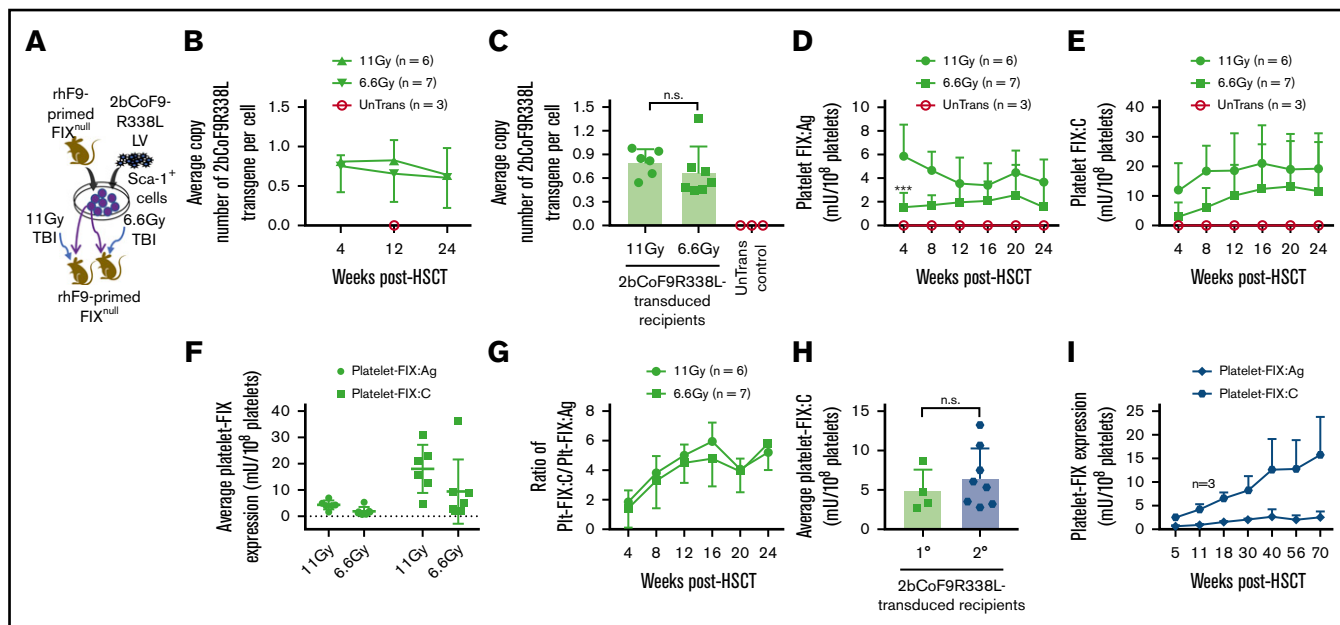 A
rhF9-
primed
FIXnull
2bCoF9-
R338L
LV
Sca-1+
cells
11Gy
TBI
6.6Gy
TBI
rhF9-primed
FIXnull
B
11Gy (n = 6)
6.6Gy (n = 7)
UnTrans (n = 3)
Average copy
number of 2bCoF9R338L
transgene per cell
1.5
1.0
0.5
0.0
4 12 24
Weeks post-HSCT
C
Average copy
number of 2bCoF9R338L
transgene per cell
1.5
1.2
0.9
0.6
0.3
0.0
n.s.
11Gy 6.6Gy
UnTrans
control
2bCoF9R338L-
transduced
recipients
D
11Gy (n = 6)
6.6Gy (n = 7)
UnTrans (n = 3)
Platelet FIX:Ag
(mU/10⁸ platelets)
10
8
6
4
2
0
***
4 8 12 16 20 24
Weeks post-HSCT
E
11Gy (n = 6)
6.6Gy (n = 7)
UnTrans (n = 3)
Platelet FIX:C
(mU/10⁸ platelets)
40
30
20
10
0
4 8 12 16 20 24
Weeks post-HSCT
F
Platelet-FIX:Ag
Platelet-FIX:C
Average platelet-FIX
expression (mU/10⁸ platelets)
40
30
20
10
0
11Gy 6.6Gy 11Gy 6.6Gy
G
11Gy (n = 6)
6.6Gy (n = 7)
Ratio of
Plt-FIX:C/Plt-FIX:Ag
8
6
4
2
0
4 8 12 16 20 24
Weeks post-HSCT
H
Average platelet-FIX:C
(mU/10⁸ platelets)
15
10
5
0
n.s.
1° 2°
2bCoF9R338L-
transduced recipients
I
Platelet-FIX:Ag
Platelet-FIX:C
Platelet-FIX expression
(mU/10⁸ platelets)
25
20
15
10
5
0
n=3
5 11 18 30 40 56 70
Weeks post-HSCT